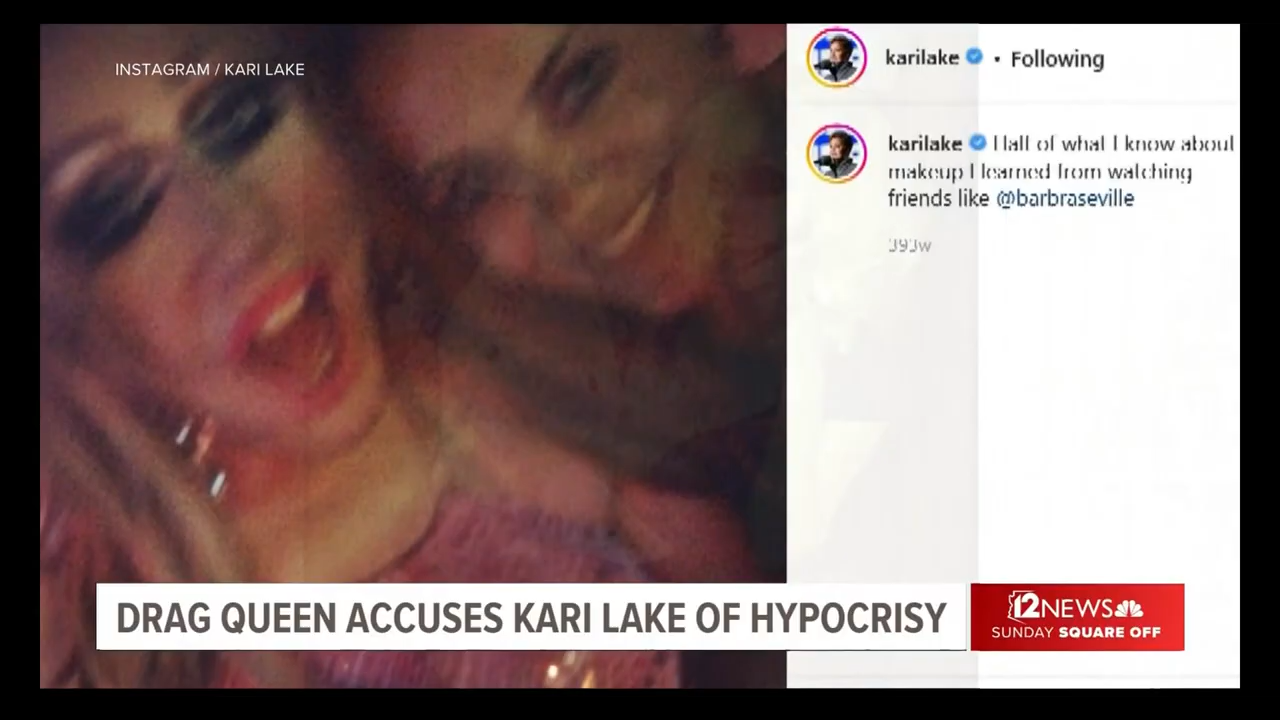 INSTAGRAM / KARI LAKE
karilake • Following
karilake Half of what I know about
makeup I learned from watching
friends like @barbraseville
393w
DRAG QUEEN ACCUSES KARI LAKE OF HYPOCRISY
12NEWS
SUNDAY SQUARE OFF